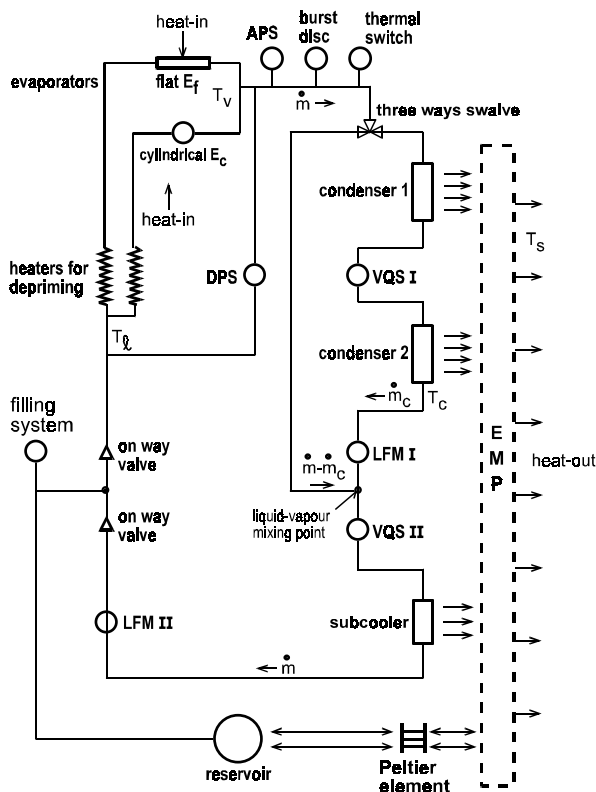 heat-in
APS
burst
disc
thermal
switch
evaporators
flat E_f
T_v
ṁ
three ways swalve
cylindrical E_c
heat-in
condenser 1
T_s
heaters for
depriming
DPS
VQS I
T_ℓ
condenser 2
ṁ_c
T_c
filling
system
on way
valve
LFM I
E
M
P
heat-out
ṁ-ṁ_c
liquid-vapour
mixing point
on way
valve
VQS II
LFM II
subcooler
ṁ
reservoir
Peltier
element